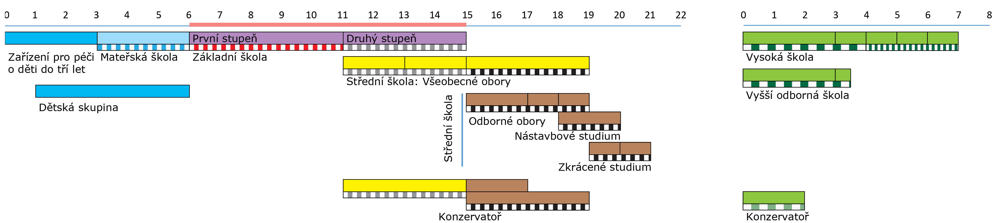 0 1 2 3 4 5 6 7 8 9 10 11 12 13 14 15 16 17 18 19 20 21 22 0 1 2 3 4 5 6 7 8
První stupeň Druhý stupeň
Zařízení pro péči
o děti do tří let
Mateřská škola
Základní škola
Vysoká škola
Střední škola: Všeobecné obory
Vyšší odborná škola
Dětská skupina
Střední škola
Odborné obory
Nástavbové studium
Zkrácené studium
Konzervatoř
Konzervatoř